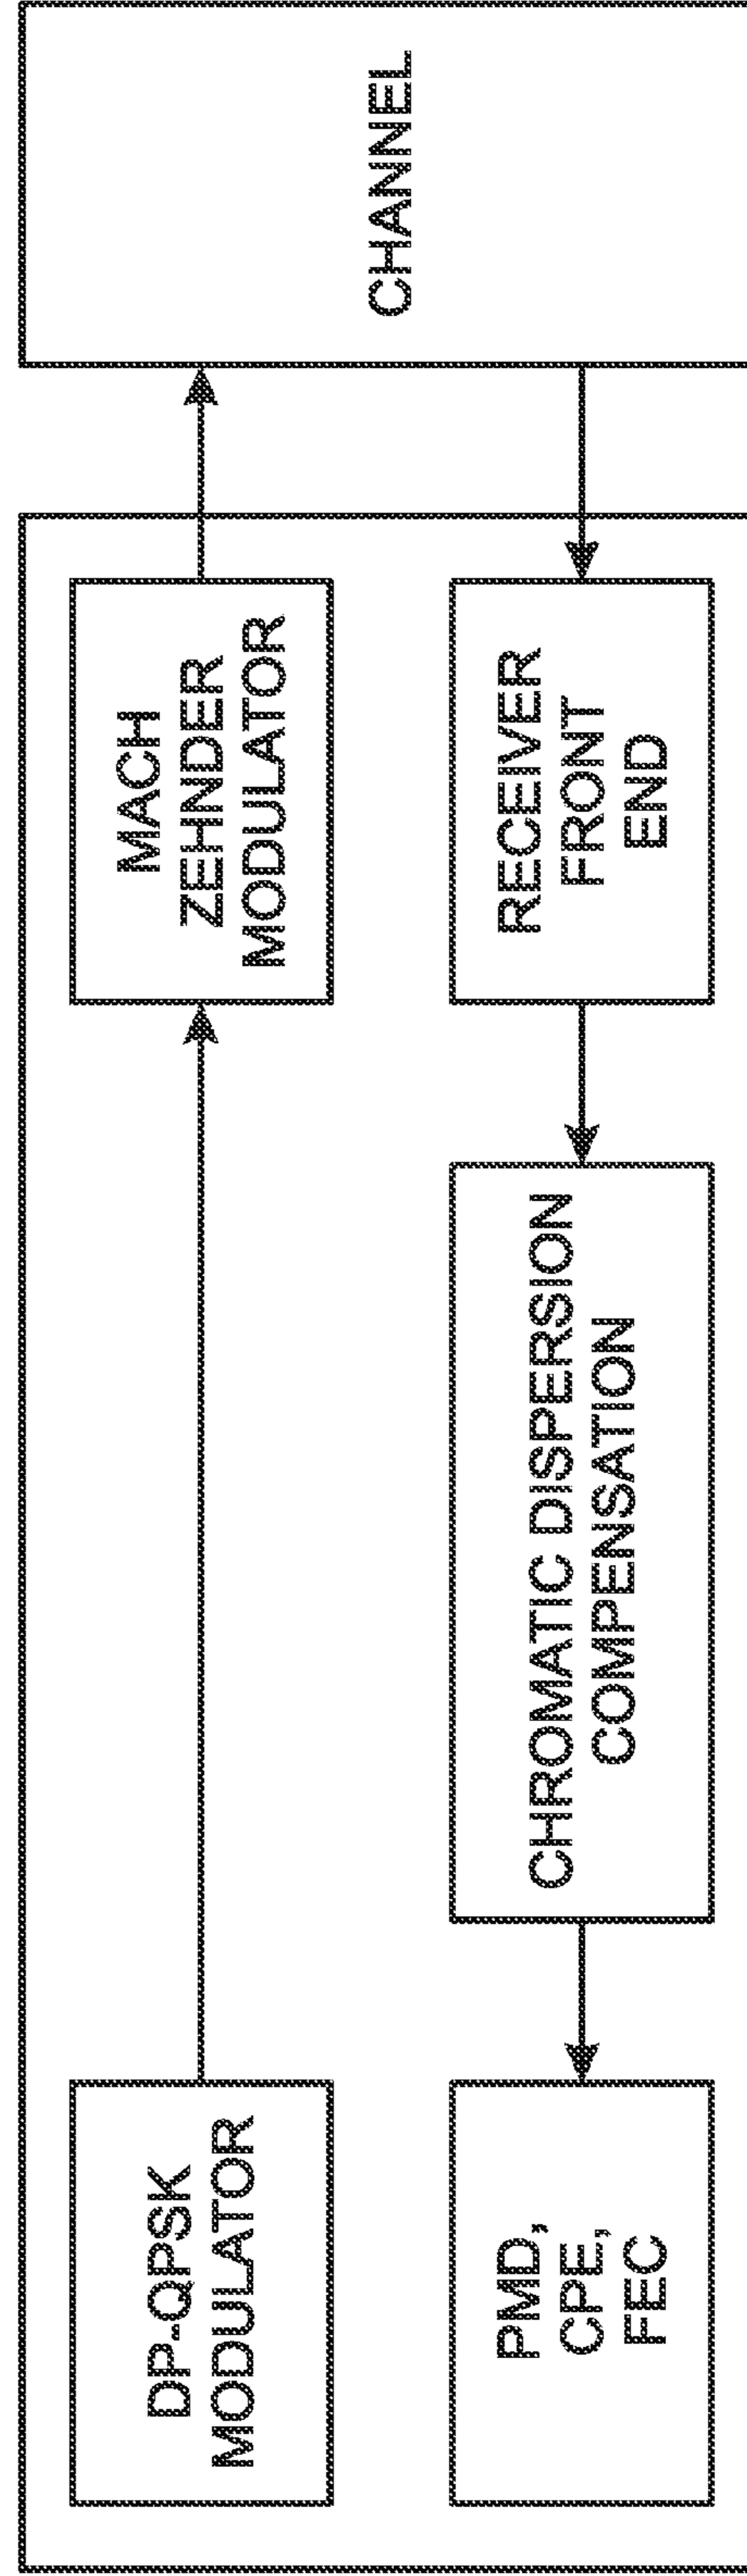 DP-QPSK
MODULATOR
MACH
ZEHNDER
MODULATOR
CHANNEL
PMD,
CPE,
FEC
CHROMATIC DISPERSION
COMPENSATION
RECEIVER
FRONT
END